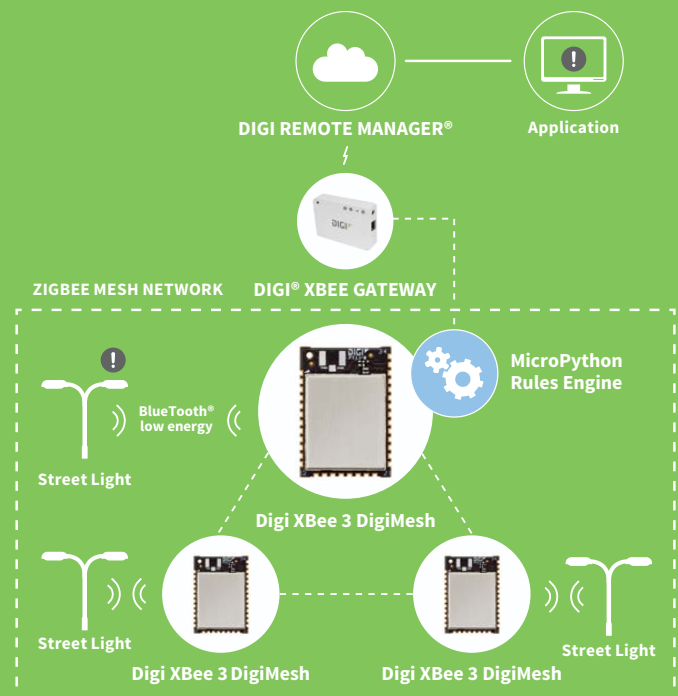 !
DIGI REMOTE MANAGER®
Application
DIGI
ZIGBEE MESH NETWORK
DIGI® XBEE GATEWAY
DIGI
!
MicroPython
Rules Engine
BlueTooth®
low energy
Street Light
Digi XBee 3 DigiMesh
Street Light
Street Light
Digi XBee 3 DigiMesh
Digi XBee 3 DigiMesh